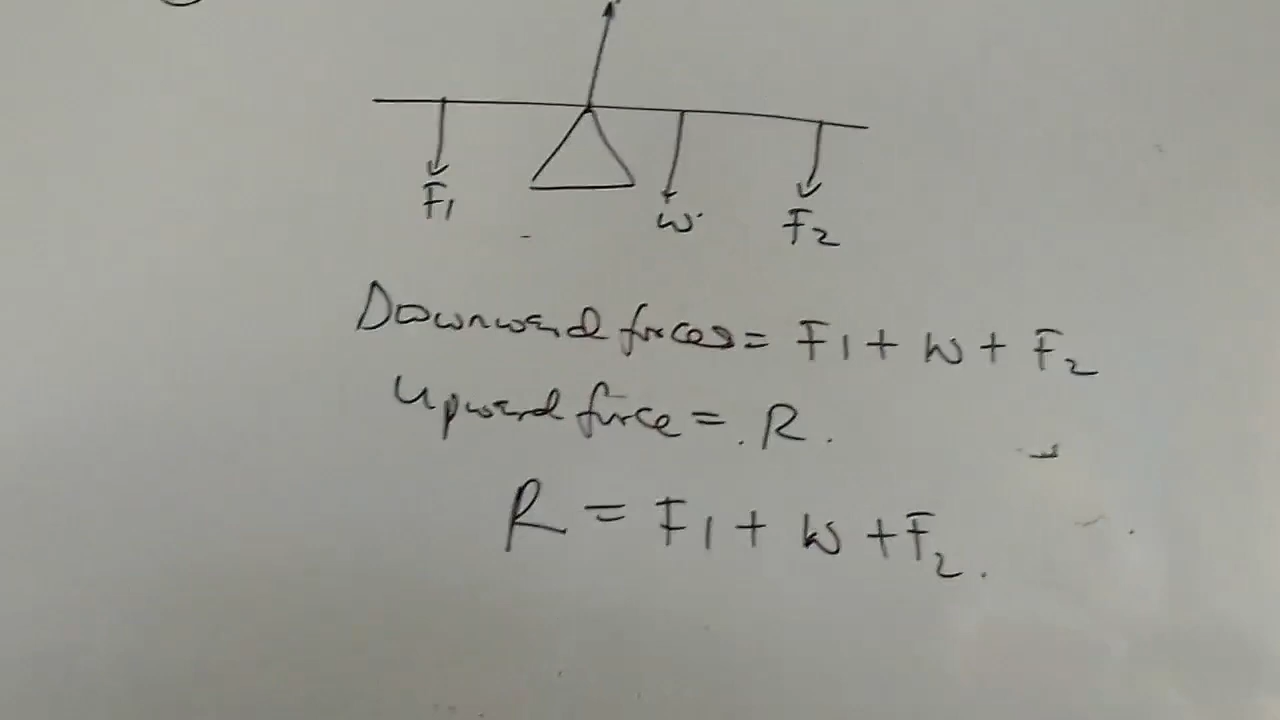 F1
W
F2
Downward forces = F1 + W + F2
Upward force = R.
R = F1 + W + F2.